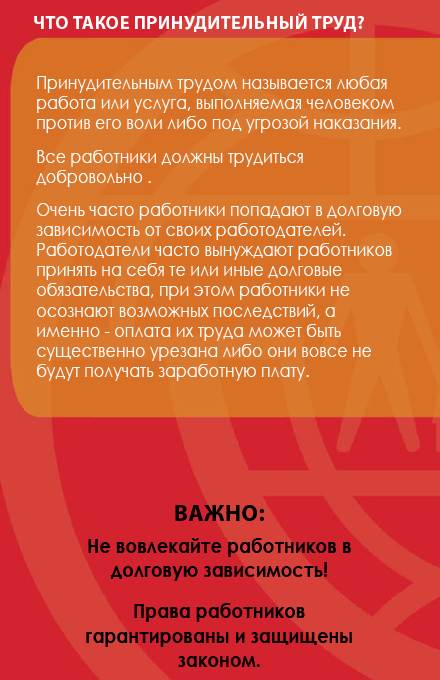 ЧТО ТАКОЕ ПРИНУДИТЕЛЬНЫЙ ТРУД?
Принудительным трудом называется любая
работа или услуга, выполняемая человеком
против его воли либо под угрозой наказания.
Все работники должны трудиться
добровольно .
Очень часто работники попадают в долговую
зависимость от своих работодателей.
Работодатели часто вынуждают работников
принять на себя те или иные долговые
обязательства, при этом работники не
осознают возможных последствий, а
именно - оплата их труда может быть
существенно урезана либо они вовсе не
будут получать заработную плату.
ВАЖНО:
Не вовлекайте работников в
долговую зависимость!
Права работников
гарантированы и защищены
законом.